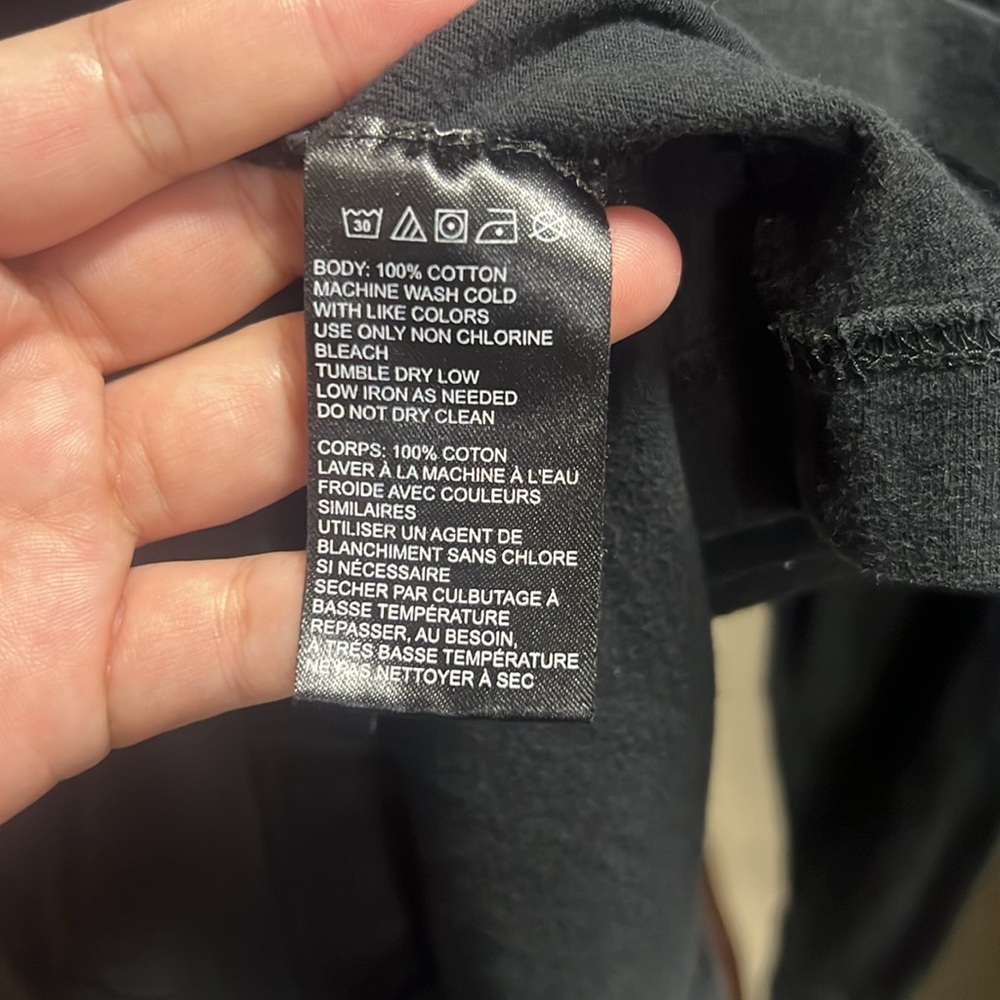 30
BODY: 100% COTTON
MACHINE WASH COLD
WITH LIKE COLORS
USE ONLY NON CHLORINE
BLEACH
TUMBLE DRY LOW
LOW IRON AS NEEDED
DO NOT DRY CLEAN
CORPS: 100% COTON
LAVER À LA MACHINE À L'EAU
FROIDE AVEC COULEURS
SIMILAIRES
UTILISER UN AGENT DE
BLANCHIMENT SANS CHLORE
SI NÉCESSAIRE
SECHER PAR CULBUTAGE À
BASSE TEMPÉRATURE
REPASSER, AU BESOIN,
À TRÈS BASSE TEMPÉRATURE
NE PAS NETTOYER À SEC